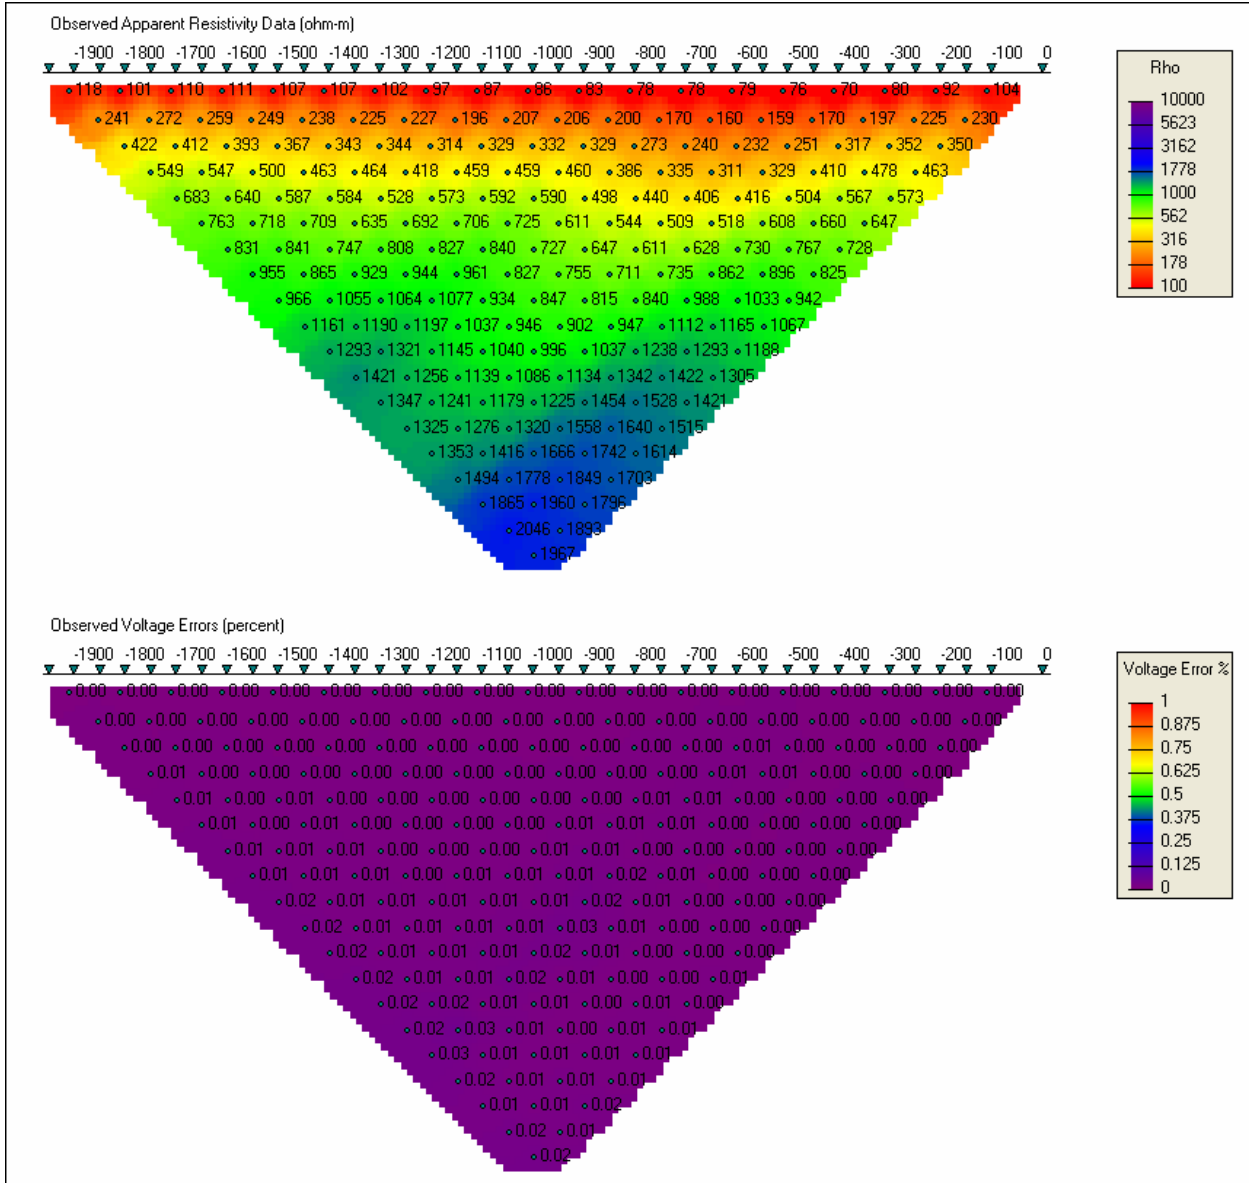 Observed Apparent Resistivity Data (ohm-m)
-1900 -1800 -1700 -1600 -1500 -1400 -1300 -1200 -1100 -1000 -900 -800 -700 -600 -500 -400 -300 -200 -100 0
118 101 110 111 107 107 102 97 87 86 83 78 78 79 76 70 80 92 104
241 272 259 249 238 225 227 196 207 206 200 170 160 159 170 197 225 230
422 412 393 367 343 344 314 329 332 329 273 240 232 251 317 352 350
549 547 500 463 464 418 459 459 460 386 335 311 329 410 478 463
683 640 587 584 528 573 592 590 498 440 406 416 504 567 573
763 718 709 635 692 706 725 611 544 509 518 608 660 647
831 841 747 808 827 840 727 647 611 628 730 767 728
955 865 929 944 961 827 755 711 735 862 896 825
966 1055 1064 1077 934 847 815 840 988 1033 942
1161 1190 1197 1037 946 902 947 1112 1165 1067
1293 1321 1145 1040 996 1037 1238 1293 1188
1421 1256 1139 1086 1134 1342 1422 1305
1347 1241 1179 1225 1454 1528 1421
1325 1276 1320 1558 1640 1515
1353 1416 1666 1742 1614
1494 1778 1849 1703
1865 1960 1796
2046 1893
1967
Rho
10000
5623
3162
1778
1000
562
316
178
100
Observed Voltage Errors (percent)
-1900 -1800 -1700 -1600 -1500 -1400 -1300 -1200 -1100 -1000 -900 -800 -700 -600 -500 -400 -300 -200 -100 0
0.00 0.00 0.00 0.00 0.00 0.00 0.00 0.00 0.00 0.00 0.00 0.00 0.00 0.00 0.00 0.00 0.00 0.00 0.00
0.00 0.00 0.00 0.00 0.00 0.00 0.00 0.00 0.00 0.00 0.00 0.00 0.00 0.00 0.00 0.00 0.00 0.00
0.00 0.00 0.00 0.00 0.00 0.00 0.00 0.00 0.00 0.00 0.00 0.00 0.01 0.00 0.00 0.00 0.00
0.01 0.00 0.00 0.00 0.00 0.00 0.00 0.00 0.00 0.00 0.01 0.00 0.01 0.00 0.00 0.00
0.01 0.00 0.01 0.00 0.00 0.00 0.00 0.00 0.00 0.01 0.01 0.00 0.00 0.00 0.00
0.01 0.00 0.01 0.00 0.00 0.00 0.00 0.01 0.00 0.00 0.00 0.00 0.00 0.00
0.01 0.01 0.00 0.00 0.00 0.00 0.01 0.01 0.00 0.00 0.00 0.00 0.00
0.01 0.01 0.00 0.01 0.00 0.01 0.01 0.02 0.01 0.00 0.00 0.00
0.02 0.01 0.01 0.00 0.01 0.01 0.02 0.01 0.00 0.00 0.00
0.02 0.01 0.01 0.01 0.01 0.03 0.01 0.00 0.00 0.00
0.02 0.01 0.01 0.01 0.02 0.01 0.00 0.00 0.00
0.02 0.01 0.01 0.02 0.01 0.00 0.00 0.01
0.02 0.02 0.01 0.01 0.00 0.01 0.00
0.02 0.03 0.01 0.00 0.01 0.01
0.03 0.01 0.01 0.01 0.01
0.02 0.01 0.01 0.01
0.01 0.01 0.02
0.02 0.01
0.02
Voltage Error %
1
0.875
0.75
0.625
0.5
0.375
0.25
0.125
0